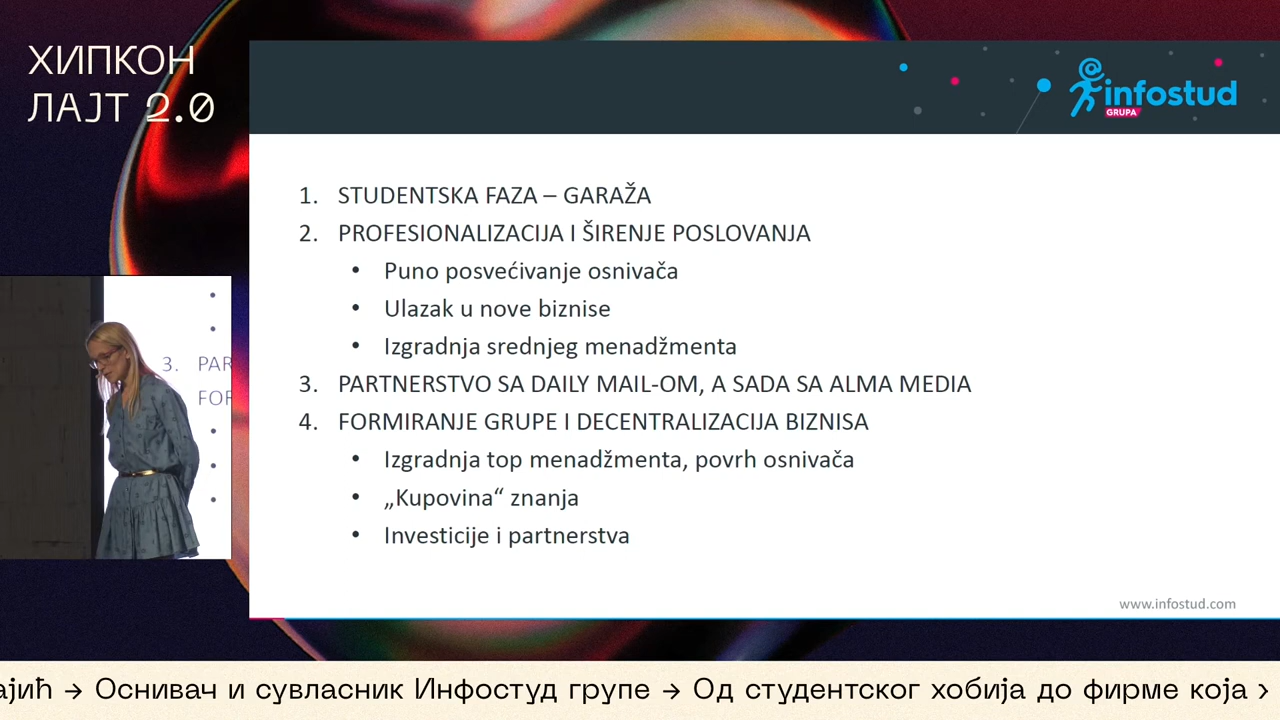 ХИПКОН
ЛАЈТ 2.0
infostud
GRUPA
1. STUDENTSKA FAZA – GARAŽA
2. PROFESIONALIZACIJA I ŠIRENJE POSLOVANJA
• Puno posvećivanje osnivača
• Ulazak u nove biznise
• Izgradnja srednjeg menadžmenta
3. PARTNERSTVO SA DAILY MAIL-OM, A SADA SA ALMA MEDIA
4. FORMIRANJE GRUPE I DECENTRALIZACIJA BIZNISA
• Izgradnja top menadžmenta, povrh osnivača
• „Kupovina“ znanja
• Investicije i partnerstva
www.infostud.com
3. PAR
FOR
ајић → Оснивач и сувласник Инфостуд групе → Од студентског хобија до фирме која